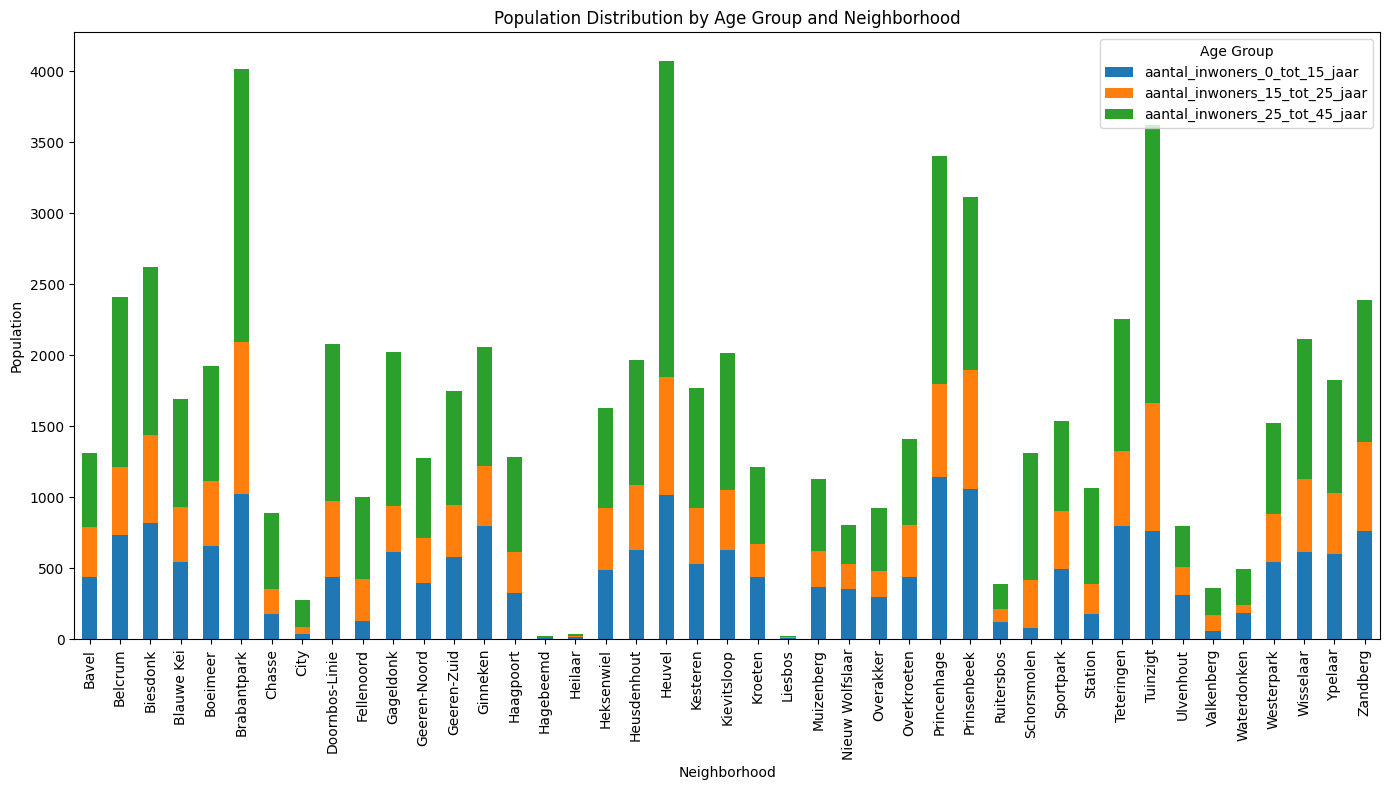 Population Distribution by Age Group and Neighborhood
Age Group
aantal_inwoners_0_tot_15_jaar
aantal_inwoners_15_tot_25_jaar
aantal_inwoners_25_tot_45_jaar
Population
4000
3500
3000
2500
2000
1500
1000
500
0
Bavel
Belcrum
Biesdonk
Blauwe Kei
Boeimeer
Brabantpark
Chasse
City
Doornbos-Linie
Fellenoord
Gageldonk
Geeren-Noord
Geeren-Zuid
Ginneken
Haagpoort
Hagebeemd
Heilaar
Heksenwiel
Heusdenhout
Heuvel
Kesteren
Kievitsloop
Kroeten
Liesbos
Muizenberg
Nieuw Wolfslaar
Overakker
Overkroeten
Princenhage
Prinsenbeek
Ruitersbos
Schorsmolen
Sportpark
Station
Teteringen
Tuinzigt
Ulvenhout
Valkenberg
Waterdonken
Westerpark
Wisselaar
Ypelaar
Zandberg
Neighborhood